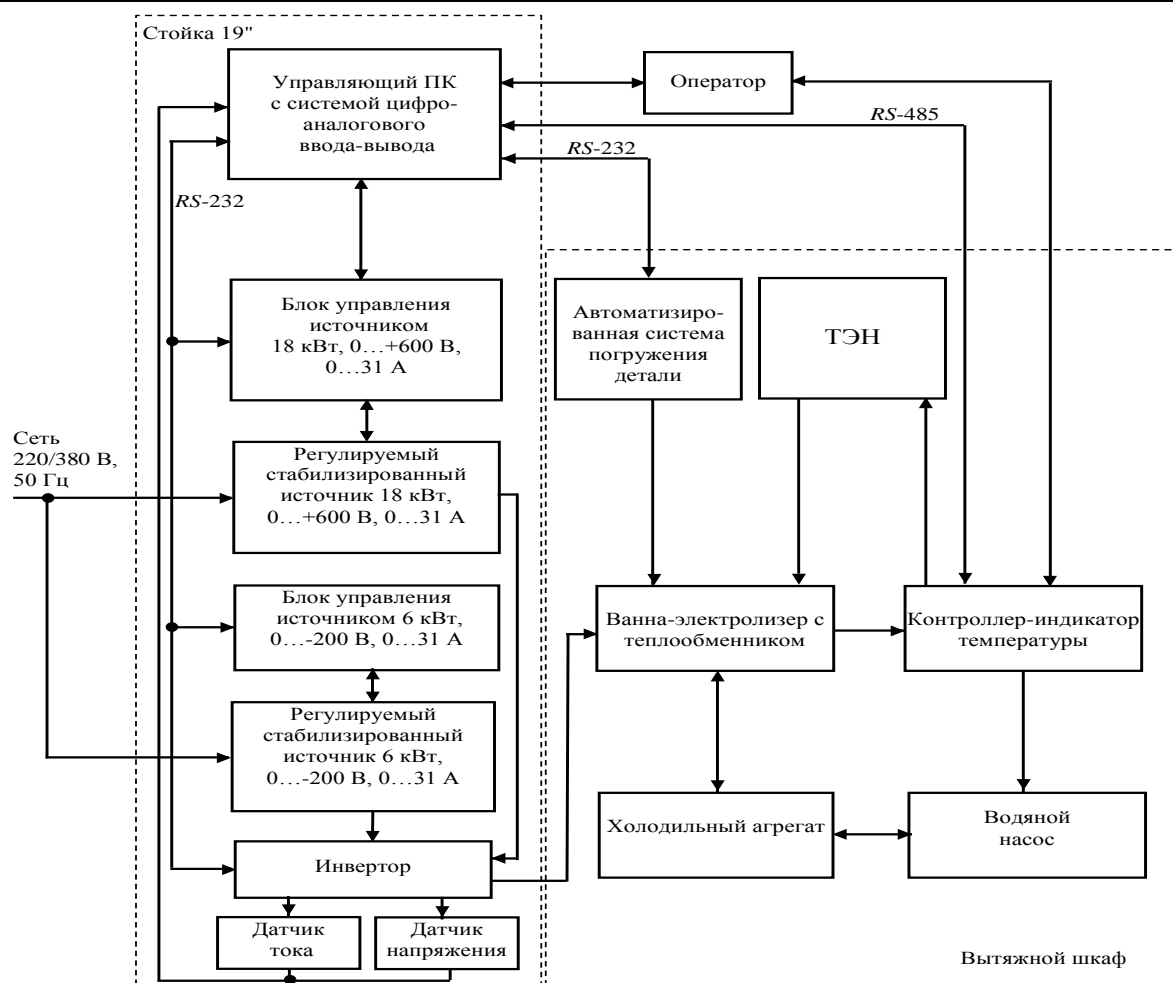 Стойка 19"
Управляющий ПК
с системой цифро-
аналогового
ввода-вывода
Оператор
RS-485
RS-232
RS-232
Блок управления
источником
18 кВт, 0…+600 В,
0…31 А
Автоматизиро-
ванная система
погружения
детали
ТЭН
Сеть
220/380 В,
50 Гц
Регулируемый
стабилизированный
источник 18 кВт,
0…+600 В, 0…31 А
Блок управления
источником 6 кВт,
0…-200 В, 0…31 А
Ванна-электролизер с
теплообменником
Контроллер-индикатор
температуры
Регулируемый
стабилизированный
источник 6 кВт,
0…-200 В, 0…31 А
Холодильный агрегат
Водяной
насос
Инвертор
Датчик
тока
Датчик
напряжения
Вытяжной шкаф